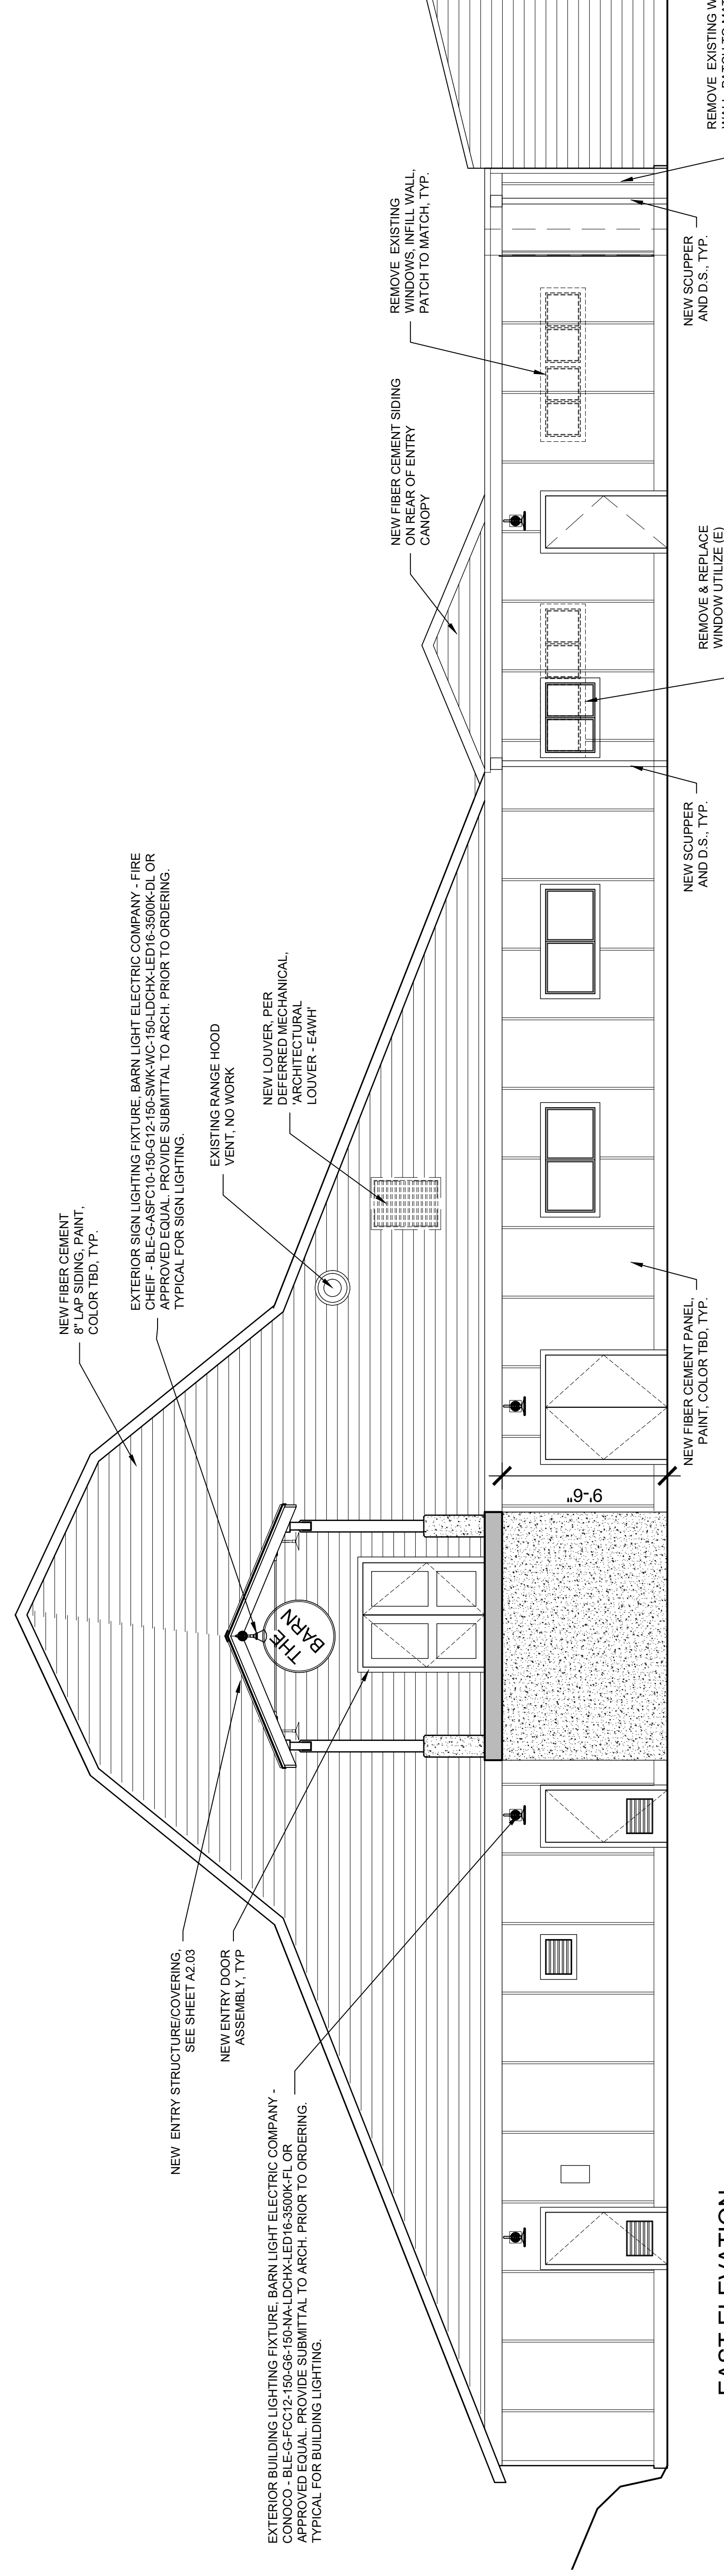 NEW FIBER CEMENT
8" LAP SIDING, PAINT,
COLOR TBD, TYP.
EXTERIOR SIGN LIGHTING FIXTURE, BARN LIGHT ELECTRIC COMPANY - FIRE
CHEIF - BLE-G-ASFC10-150-G12-150-SWK-WC-150-LDCHX-LED16-3500K-DL OR
APPROVED EQUAL. PROVIDE SUBMITTAL TO ARCH. PRIOR TO ORDERING.
TYPICAL FOR SIGN LIGHTING.
EXISTING RANGE HOOD
VENT, NO WORK
NEW LOUVER, PER
DEFERRED MECHANICAL,
'ARCHITECTURAL
LOUVER - E4WH'
NEW ENTRY STRUCTURE/COVERING,
SEE SHEET A2.03
NEW ENTRY DOOR
ASSEMBLY, TYP
EXTERIOR BUILDING LIGHTING FIXTURE, BARN LIGHT ELECTRIC COMPANY -
CONOCO - BLE-G-FCC12-150-G6-150-NA-LDCHX-LED16-3500K-FL OR
APPROVED EQUAL. PROVIDE SUBMITTAL TO ARCH. PRIOR TO ORDERING.
TYPICAL FOR BUILDING LIGHTING.
NEW FIBER CEMENT SIDING
ON REAR OF ENTRY
CANOPY
REMOVE EXISTING
WINDOWS, INFILL WALL,
PATCH TO MATCH, TYP.
THE
BARN
9'-6"
NEW FIBER CEMENT PANEL,
PAINT, COLOR TBD, TYP.
NEW SCUPPER
AND D.S., TYP.
REMOVE & REPLACE
WINDOW UTILIZE (E)
NEW SCUPPER
AND D.S., TYP.
REMOVE EXISTING W
EAST ELEVATION